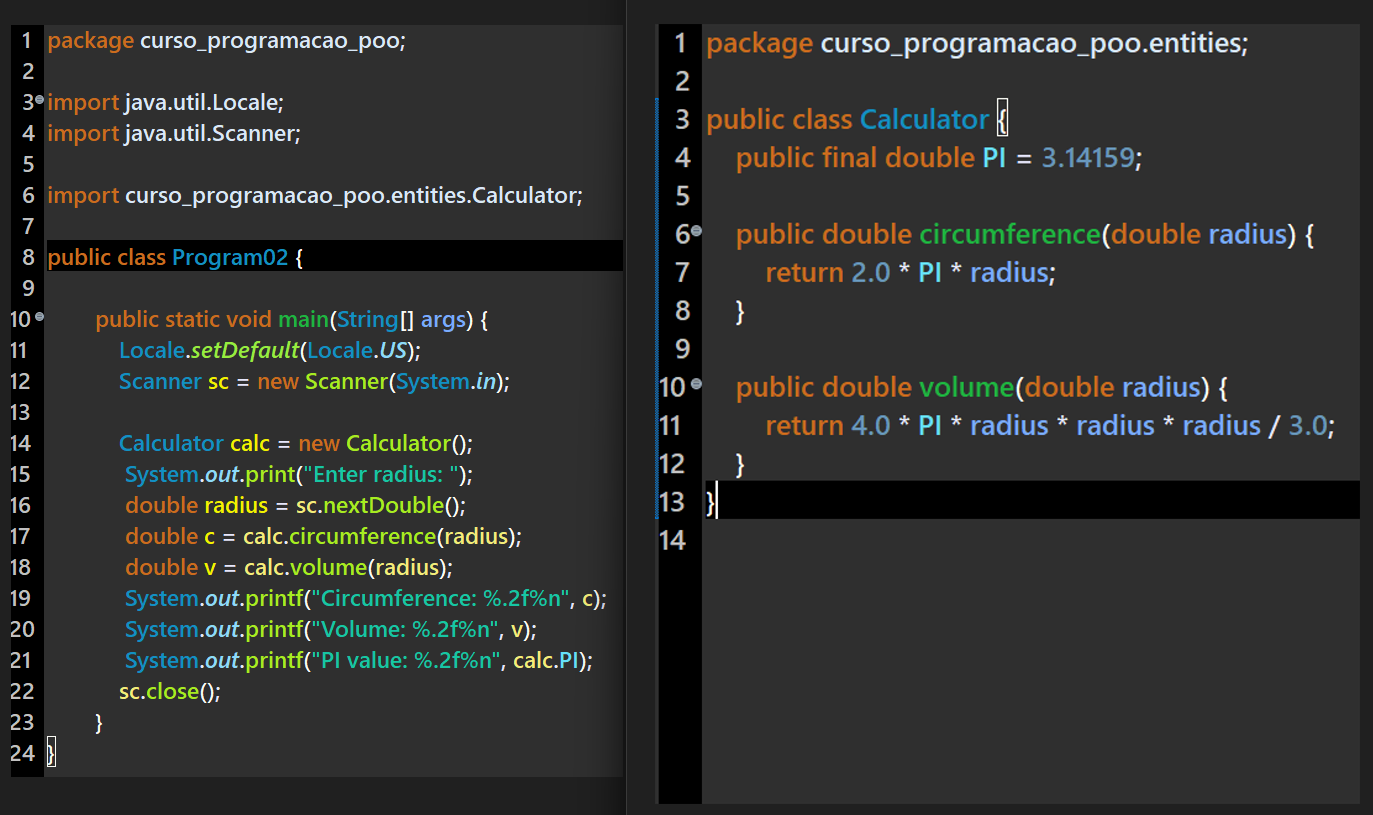 1 package curso_programacao_poo;
2
3 import java.util.Locale;
4 import java.util.Scanner;
5
6 import curso_programacao_poo.entities.Calculator;
7
8 public class Program02 {
9
10 public static void main(String[] args) {
11 Locale.setDefault(Locale.US);
12 Scanner sc = new Scanner(System.in);
13
14 Calculator calc = new Calculator();
15 System.out.print("Enter radius: ");
16 double radius = sc.nextDouble();
17 double c = calc.circumference(radius);
18 double v = calc.volume(radius);
19 System.out.printf("Circumference: %.2f%n", c);
20 System.out.printf("Volume: %.2f%n", v);
21 System.out.printf("PI value: %.2f%n", calc.PI);
22 sc.close();
23 }
24 }
1 package curso_programacao_poo.entities;
2
3 public class Calculator {
4 public final double PI = 3.14159;
5
6 public double circumference(double radius) {
7 return 2.0 * PI * radius;
8 }
9
10 public double volume(double radius) {
11 return 4.0 * PI * radius * radius * radius / 3.0;
12 }
13 }
14